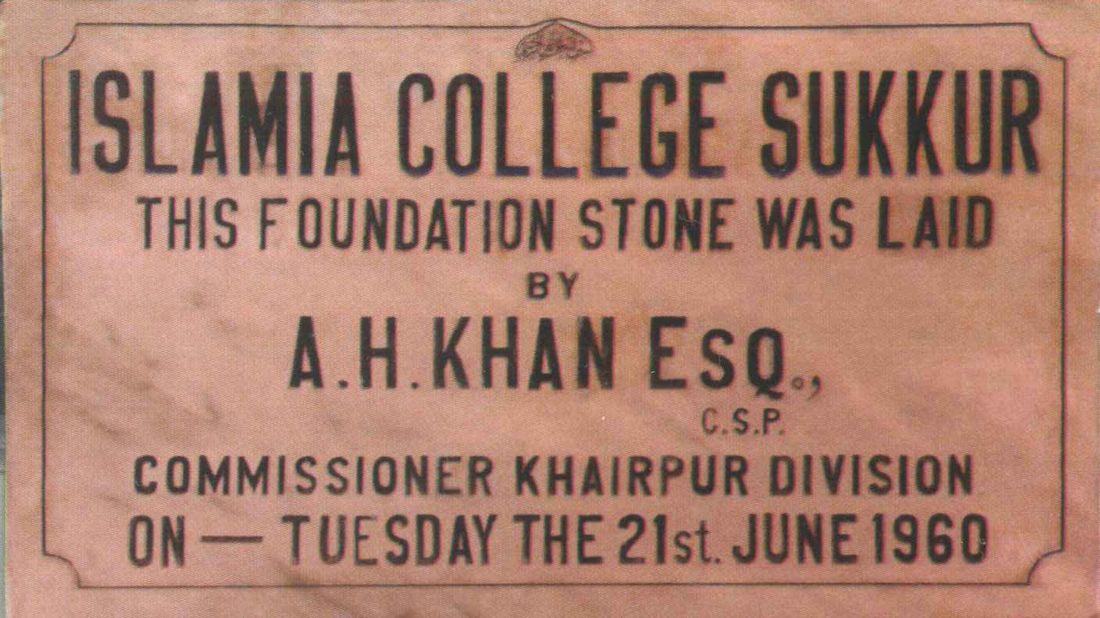 ISLAMIA COLLEGE SUKKUR
THIS FOUNDATION STONE WAS LAID
BY
A.H.KHAN ESQ.,
C.S.P.
COMMISSIONER KHAIRPUR DIVISION
ON — TUESDAY THE 21st. JUNE 1960